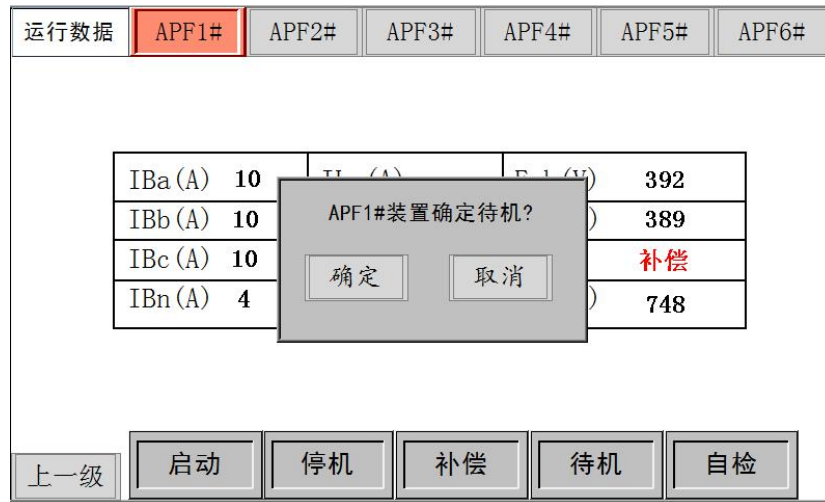 运行数据 APF1# APF2# APF3# APF4# APF5# APF6#
IBa(A) 10 (A) (V) 392
APF1#装置确定待机?
IBb(A) 10 ) 389
确定 取消
IBc(A) 10 补偿
IBn(A) 4 ) 748
上一级 启动 停机 补偿 待机 自检